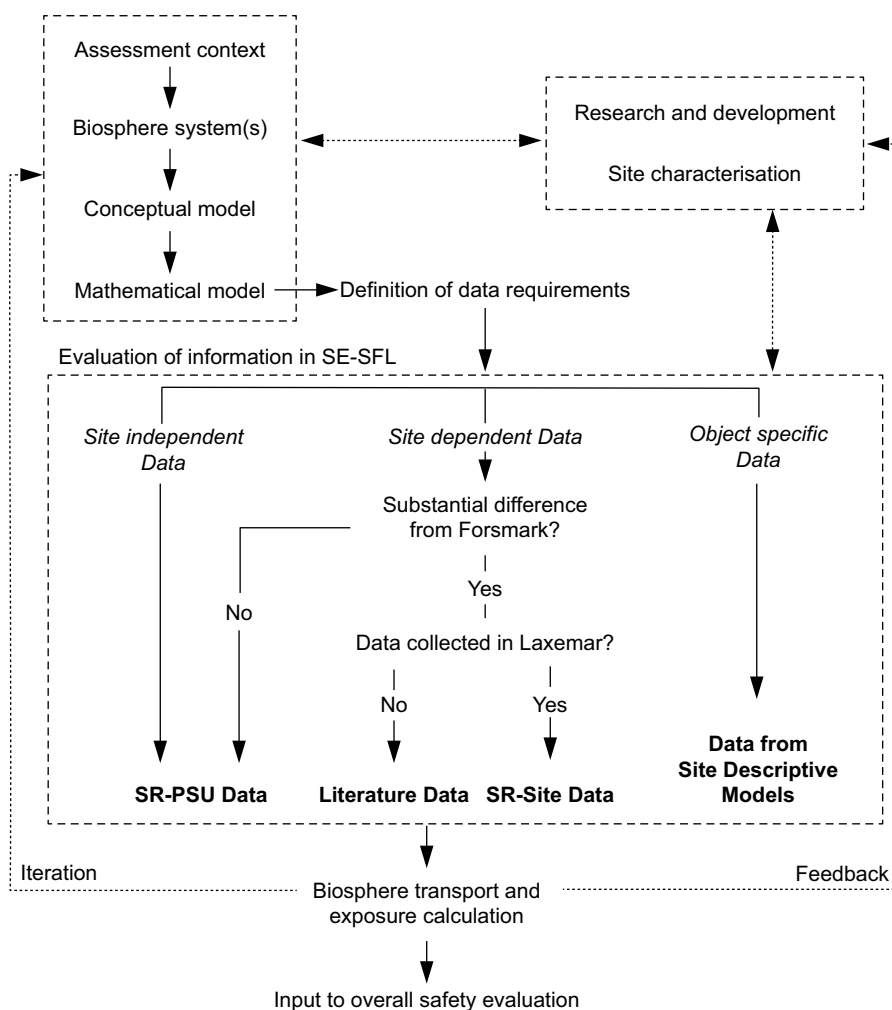 Assessment context
Biosphere system(s)
Conceptual model
Mathematical model
Research and development
Site characterisation
Definition of data requirements
Evaluation of information in SE-SFL
Site independent
Data
Site dependent Data
Object specific
Data
Substantial difference
from Forsmark?
No
Yes
Data collected in Laxemar?
No
Yes
SR-PSU Data
Literature Data
SR-Site Data
Data from
Site Descriptive
Models
Iteration
Feedback
Biosphere transport and
exposure calculation
Input to overall safety evaluation